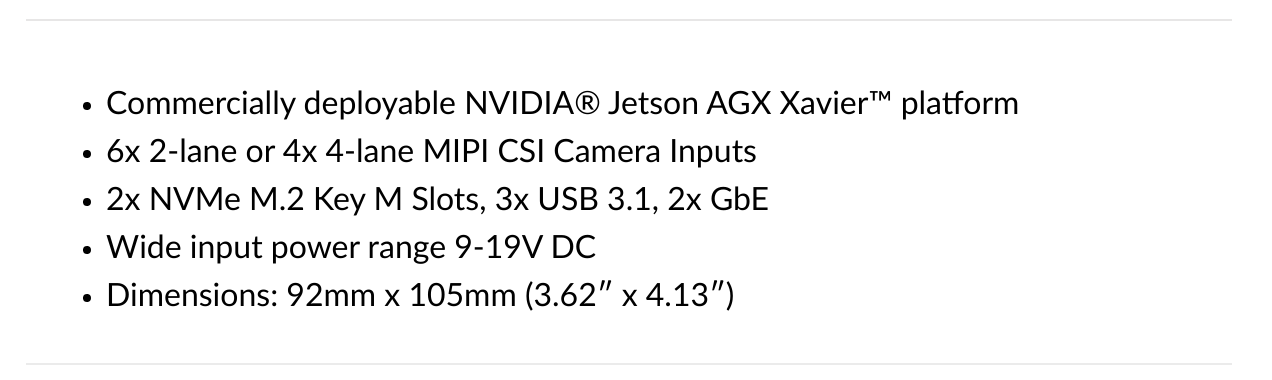 • Commercially deployable NVIDIA® Jetson AGX Xavier™ platform
• 6x 2-lane or 4x 4-lane MIPI CSI Camera Inputs
• 2x NVMe M.2 Key M Slots, 3x USB 3.1, 2x GbE
• Wide input power range 9-19V DC
• Dimensions: 92mm x 105mm (3.62″ x 4.13″)